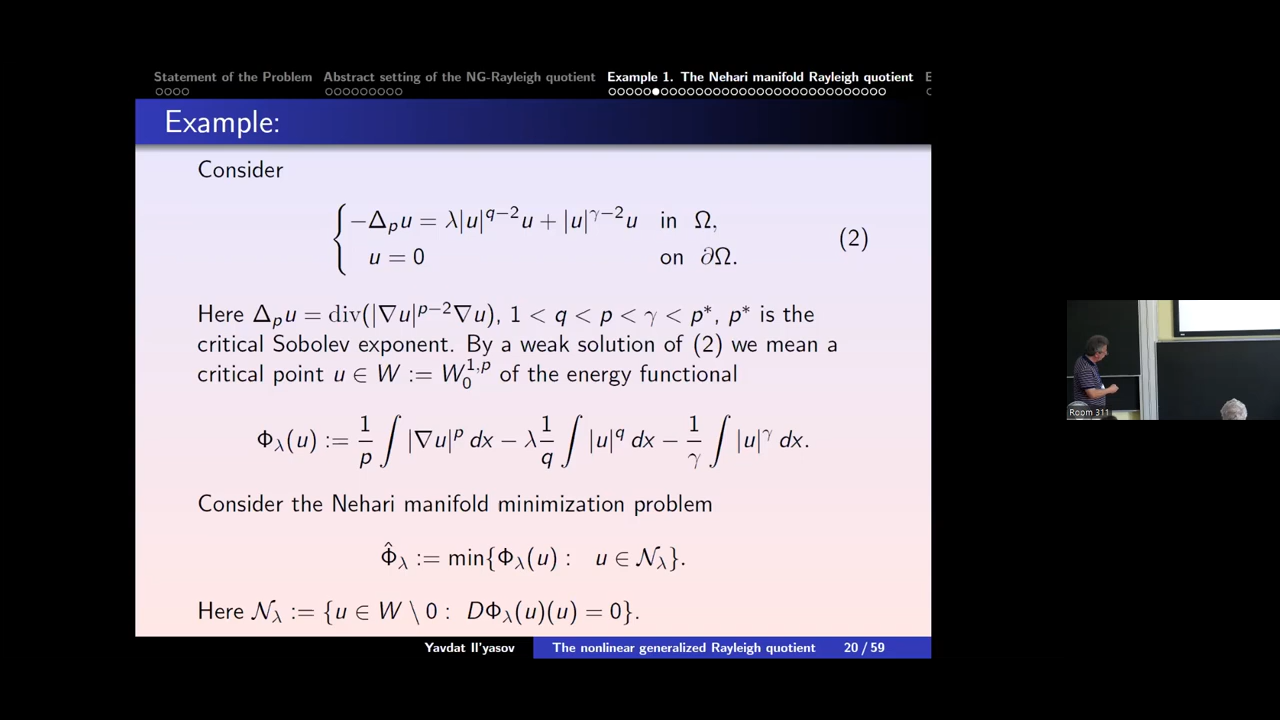 Statement of the Problem Abstract setting of the NG-Rayleigh quotient Example 1. The Nehari manifold Rayleigh quotient E
Example:
Consider
{ −Δ_p u = λ|u|^{q−2}u + |u|^{γ−2}u in Ω,
u = 0 on ∂Ω. (2)
Here Δ_p u = div(|∇u|^{p−2}∇u), 1 < q < p < γ < p*, p* is the
critical Sobolev exponent. By a weak solution of (2) we mean a
critical point u ∈ W := W_0^{1,p} of the energy functional
Φ_λ(u) := 1/p ∫ |∇u|^p dx − λ 1/q ∫ |u|^q dx − 1/γ ∫ |u|^γ dx.
Consider the Nehari manifold minimization problem
Φ̂_λ := min{Φ_λ(u) : u ∈ 𝒩_λ}.
Here 𝒩_λ := {u ∈ W \ 0 : DΦ_λ(u)(u) = 0}.
Yavdat Il'yasov The nonlinear generalized Rayleigh quotient 20 / 59
Room 311